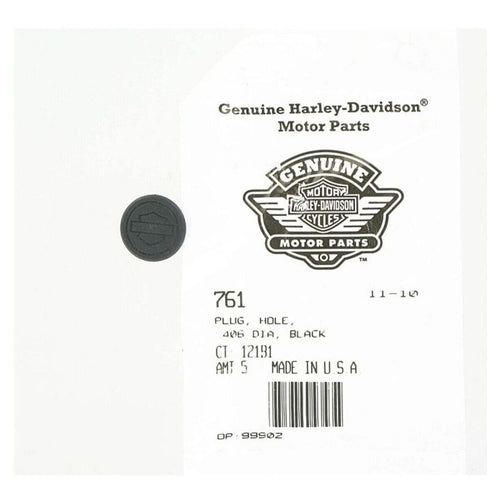 Genuine Harley-Davidson®
Motor Parts
GENUINE
MOTOR
HARLEY-DAVIDSON
CYCLES
MOTOR PARTS
™
761
11-10
PLUG, HOLE,
.406 DIA, BLACK
CT 12191
AMT 5 MADE IN U.S.A
OP:99902